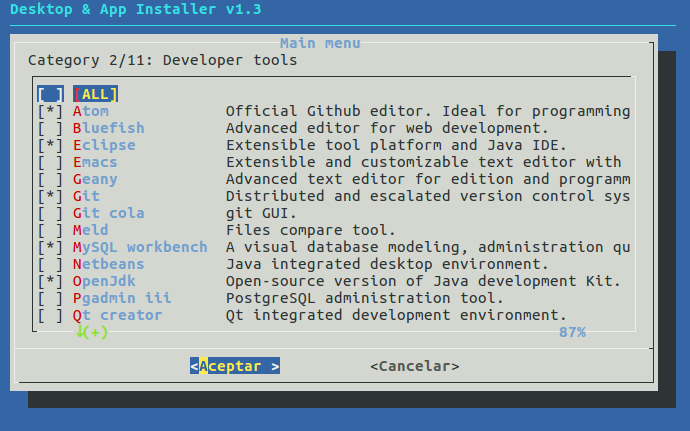 Desktop & App Installer v1.3
Main menu
Category 2/11: Developer tools
[ ] [ALL]
[*] Atom Official Github editor. Ideal for programming
[ ] Bluefish Advanced editor for web development.
[*] Eclipse Extensible tool platform and Java IDE.
[ ] Emacs Extensible and customizable text editor with
[ ] Geany Advanced text editor for edition and programm
[*] Git Distributed and escalated version control sys
[ ] Git cola git GUI.
[ ] Meld Files compare tool.
[*] MySQL workbench A visual database modeling, administration qu
[ ] Netbeans Java integrated desktop environment.
[*] OpenJdk Open-source version of Java development Kit.
[ ] Pgadmin iii PostgreSQL administration tool.
[ ] Qt creator Qt integrated development environment.
↓(+) 87%
<Aceptar > <Cancelar>